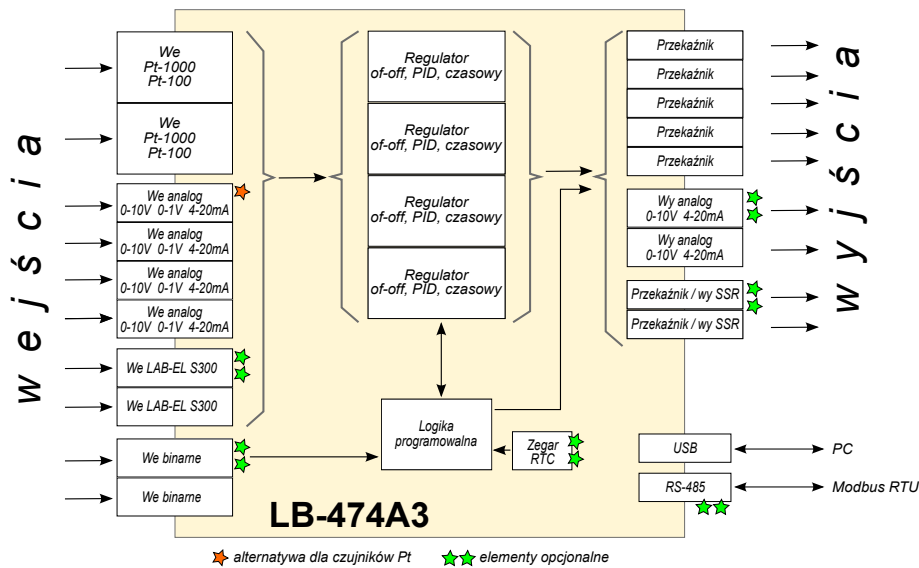 wejścia
We
Pt-1000
Pt-100
We
Pt-1000
Pt-100
We analog
0-10V 0-1V 4-20mA
We analog
0-10V 0-1V 4-20mA
We analog
0-10V 0-1V 4-20mA
We analog
0-10V 0-1V 4-20mA
We LAB-EL S300
We LAB-EL S300
We binarne
We binarne
Regulator
of-off, PID, czasowy
Regulator
of-off, PID, czasowy
Regulator
of-off, PID, czasowy
Regulator
of-off, PID, czasowy
Logika
programowalna
Zegar
RTC
Przekaźnik
Przekaźnik
Przekaźnik
Przekaźnik
Przekaźnik
Wy analog
0-10V 4-20mA
Wy analog
0-10V 4-20mA
Przekaźnik / wy SSR
Przekaźnik / wy SSR
wyjścia
USB
PC
RS-485
Modbus RTU
LB-474A3
alternatywa dla czujników Pt
elementy opcjonalne